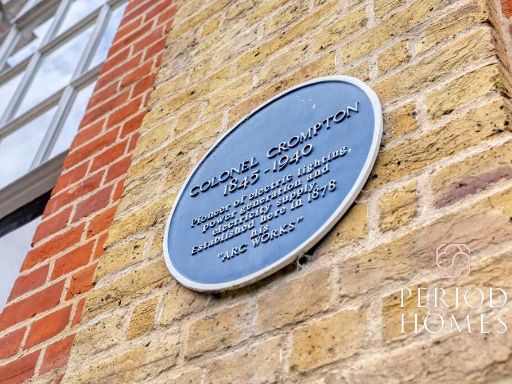 COLONEL CROMPTON
1845 - 1940
Pioneer of electric lighting,
power generation and
electricity supply.
Established here in 1878
his
"ARC WORKS."
PERIOD
HOMES